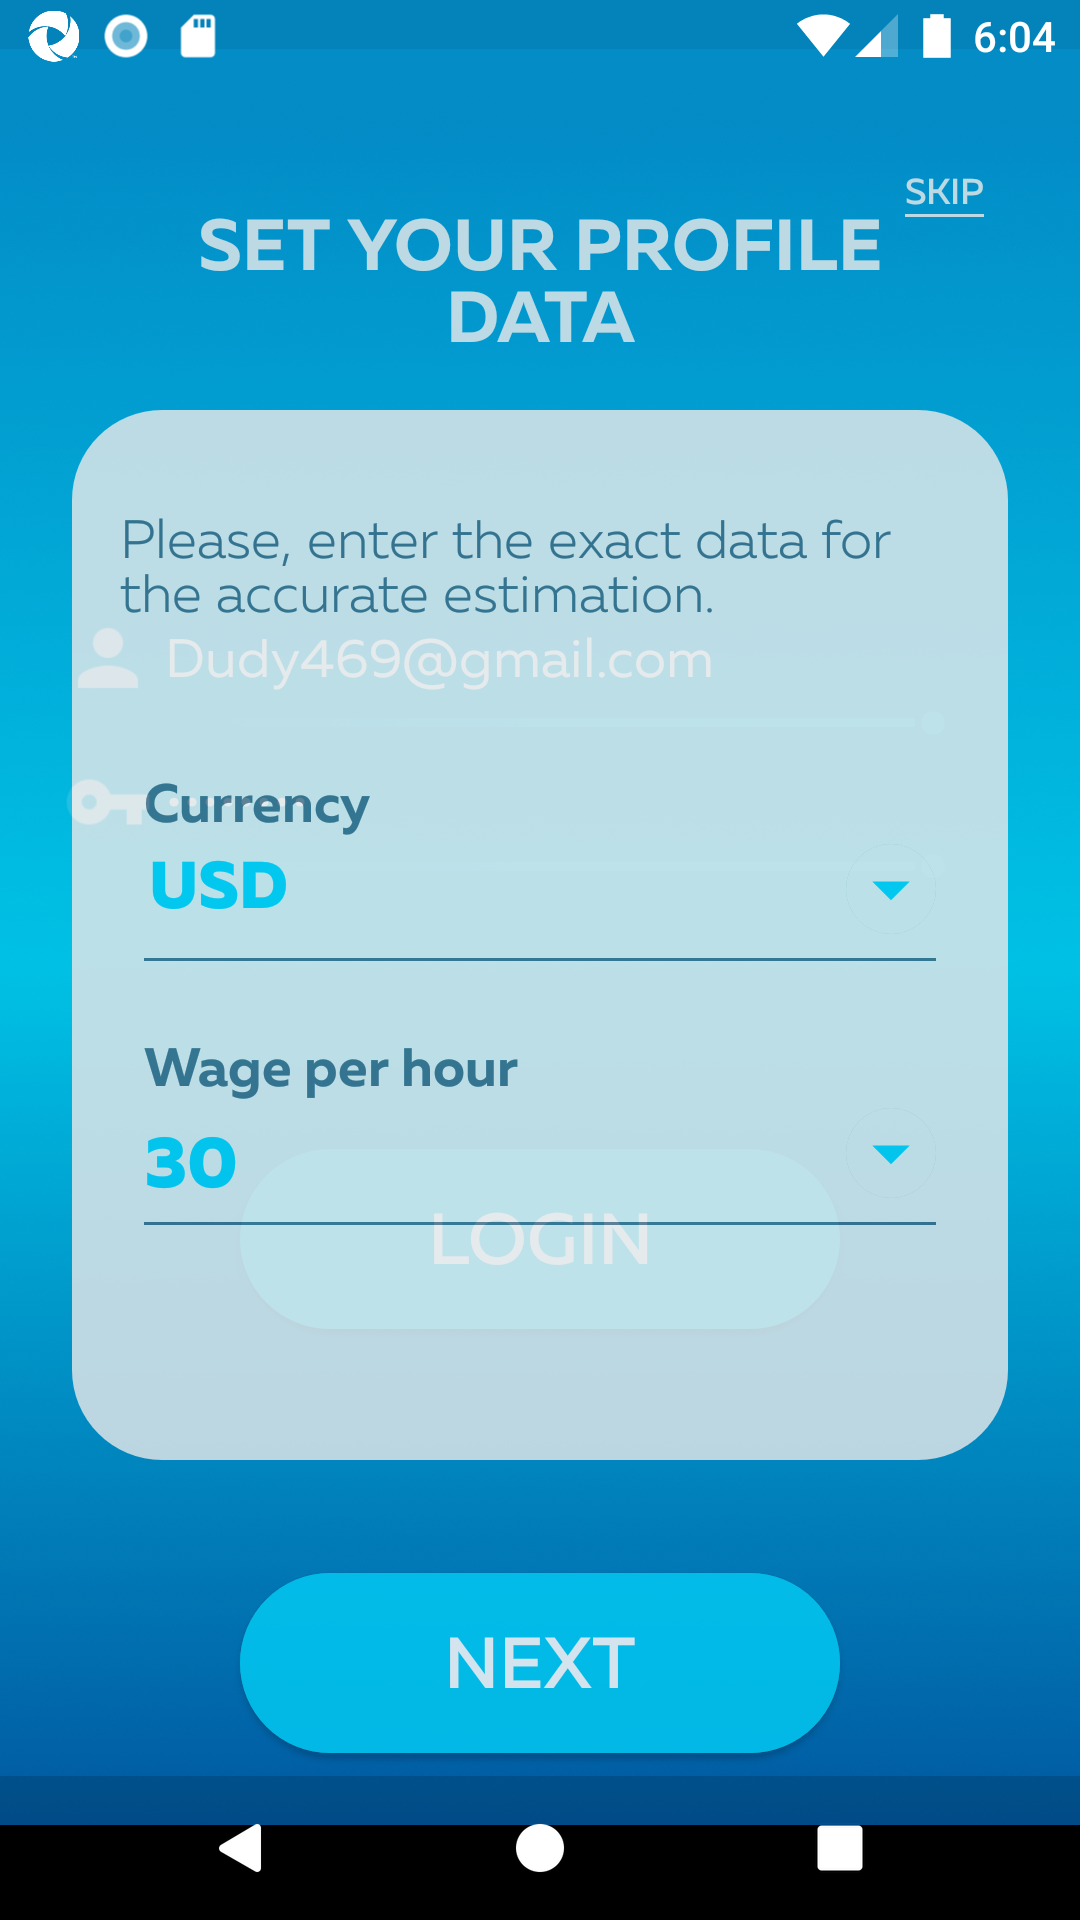 6:04
SKIP
SET YOUR PROFILE
DATA
Please, enter the exact data for
the accurate estimation.
Dudy469@gmail.com
Currency
USD
Wage per hour
30
LOGIN
NEXT